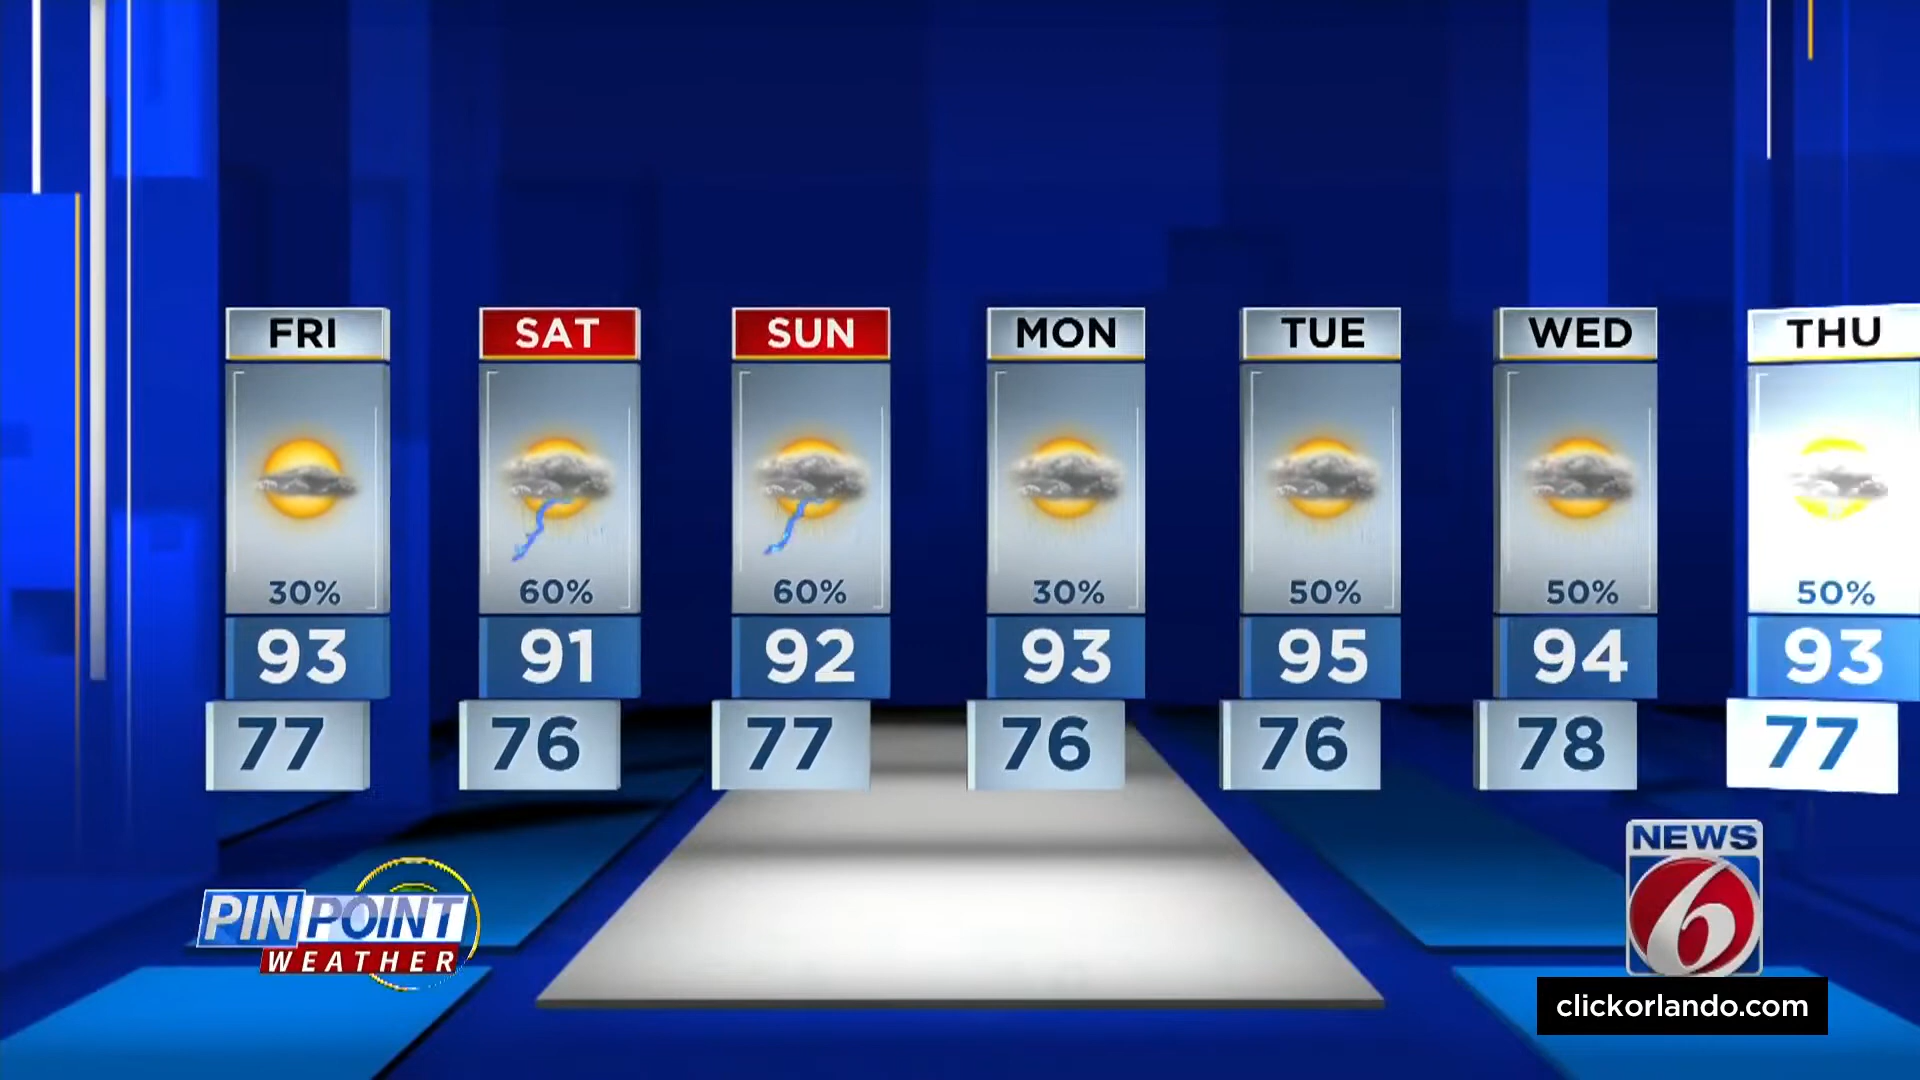 FRI SAT SUN MON TUE WED THU
30% 60% 60% 30% 50% 50% 50%
93 91 92 93 95 94 93
77 76 77 76 76 78 77
PINPOINT
WEATHER
NEWS
6
clickorlando.com